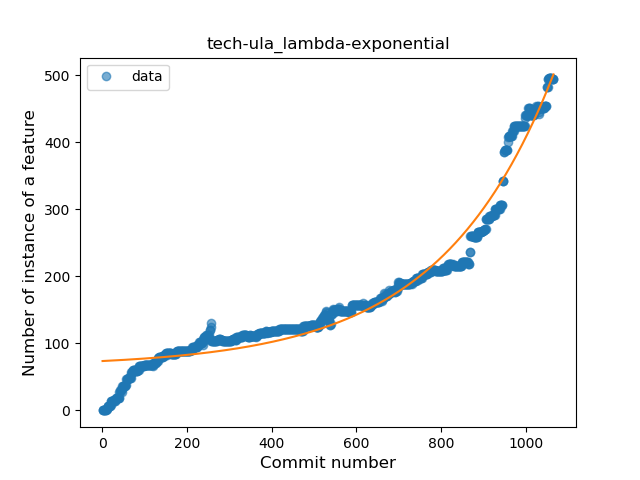 tech-ula_lambda-exponential
data
Number of instance of a feature
500
400
300
200
100
0
0 200 400 600 800 1000
Commit number